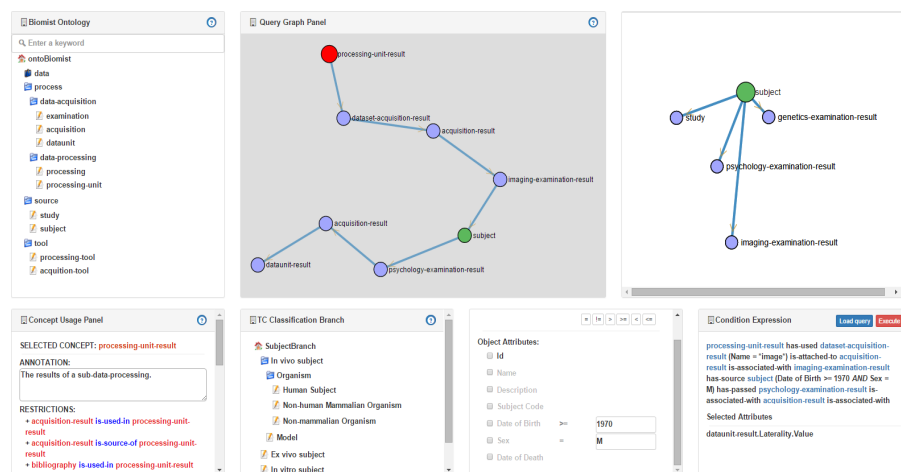 Biomist Ontology
Enter a keyword
ontoBiomist
data
process
data-acquisition
examination
acquisition
dataunit
data-processing
processing
processing-unit
source
study
subject
tool
processing-tool
acquition-tool
Query Graph Panel
processing-unit-result
dataset-acquisition-result
acquisition-result
imaging-examination-result
acquisition-result
subject
dataunit-result
psychology-examination-result
subject
study
genetics-examination-result
psychology-examination-result
imaging-examination-result
Concept Usage Panel
SELECTED CONCEPT: processing-unit-result
ANNOTATION:
The results of a sub-data-processing.
RESTRICTIONS:
+ acquisition-result is-used-in processing-unit-
result
+ acquisition-result is-source-of processing-unit-
result
+ bibliography is-used-in processing-unit-result
TC Classification Branch
SubjectBranch
In vivo subject
Organism
Human Subject
Non-human Mammalian Organism
Non-mammalian Organism
Model
Ex vivo subject
In vitro subject
= != > >= < <=
Object Attributes:
Id
Name
Description
Subject Code
Date of Birth >= 1970
Sex = M
Date of Death
Condition Expression Load query Execute
processing-unit-result has-used dataset-acquisition-
result (Name = "image") is-attached-to acquisition-
result is-associated-with imaging-examination-result
has-source subject (Date of Birth >= 1970 AND Sex =
M) has-passed psychology-examination-result is-
associated-with acquisition-result is-associated-with
Selected Attributes
dataunit-result.Laterality.Value